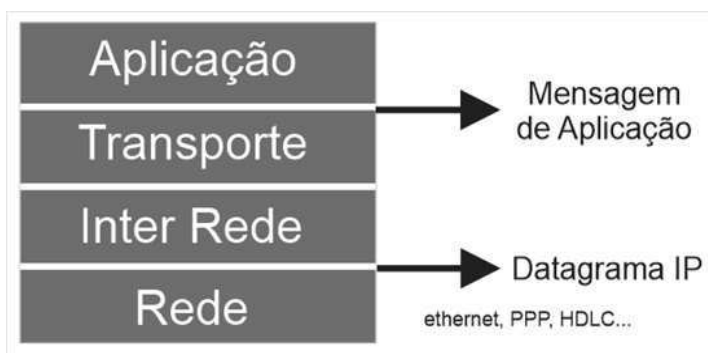 Aplicação
Mensagem
de Aplicação
Transporte
Inter Rede
Datagrama IP
Rede
ethernet, PPP, HDLC...